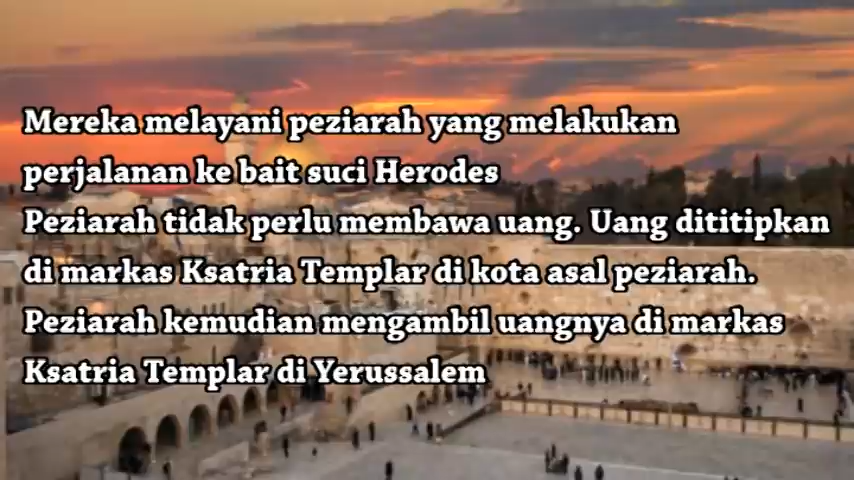 Mereka melayani peziarah yang melakukan
perjalanan ke bait suci Herodes
Peziarah tidak perlu membawa uang. Uang dititipkan
di markas Ksatria Templar di kota asal peziarah.
Peziarah kemudian mengambil uangnya di markas
Ksatria Templar di Yerussalem